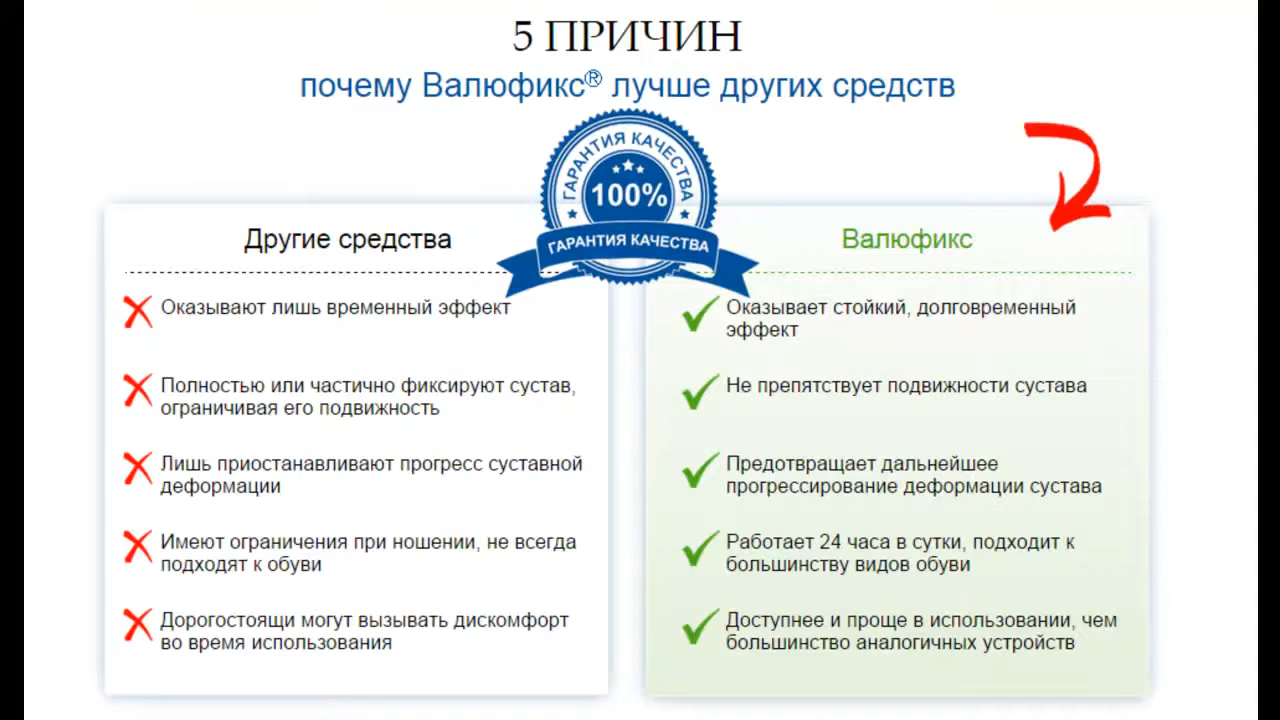 5 ПРИЧИН
почему Валюфикс® лучше других средств
ГАРАНТИЯ КАЧЕСТВА
100%
ГАРАНТИЯ КАЧЕСТВА
Другие средства
Оказывают лишь временный эффект
Полностью или частично фиксируют сустав,
ограничивая его подвижность
Лишь приостанавливают прогресс суставной
деформации
Имеют ограничения при ношении, не всегда
подходят к обуви
Дорогостоящи могут вызывать дискомфорт
во время использования
Валюфикс
Оказывает стойкий, долговременный
эффект
Не препятствует подвижности сустава
Предотвращает дальнейшее
прогрессирование деформации сустава
Работает 24 часа в сутки, подходит к
большинству видов обуви
Доступнее и проще в использовании, чем
большинство аналогичных устройств